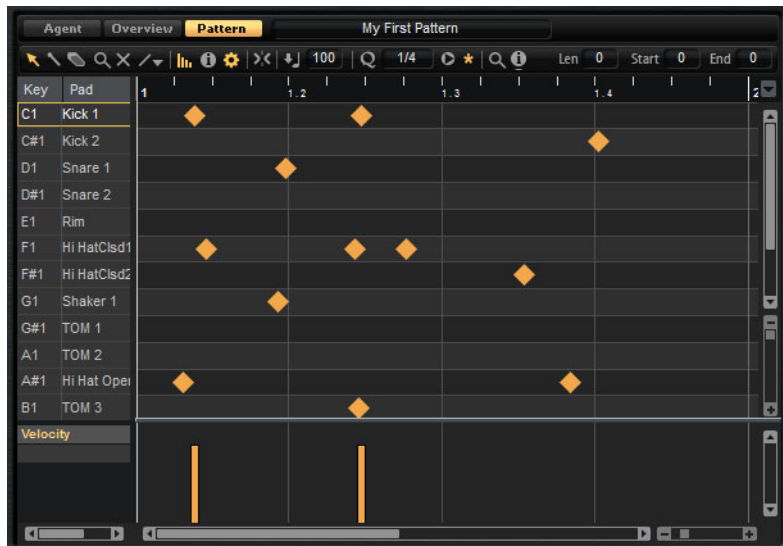 Agent Overview Pattern My First Pattern
100 Q 1/4 Len 0 Start 0 End 0
Key Pad 1 1.2 1.3 1.4 2
C1 Kick 1
C#1 Kick 2
D1 Snare 1
D#1 Snare 2
E1 Rim
F1 Hi HatClsd1
F#1 Hi HatClsd2
G1 Shaker 1
G#1 TOM 1
A1 TOM 2
A#1 Hi Hat Open
B1 TOM 3
Velocity